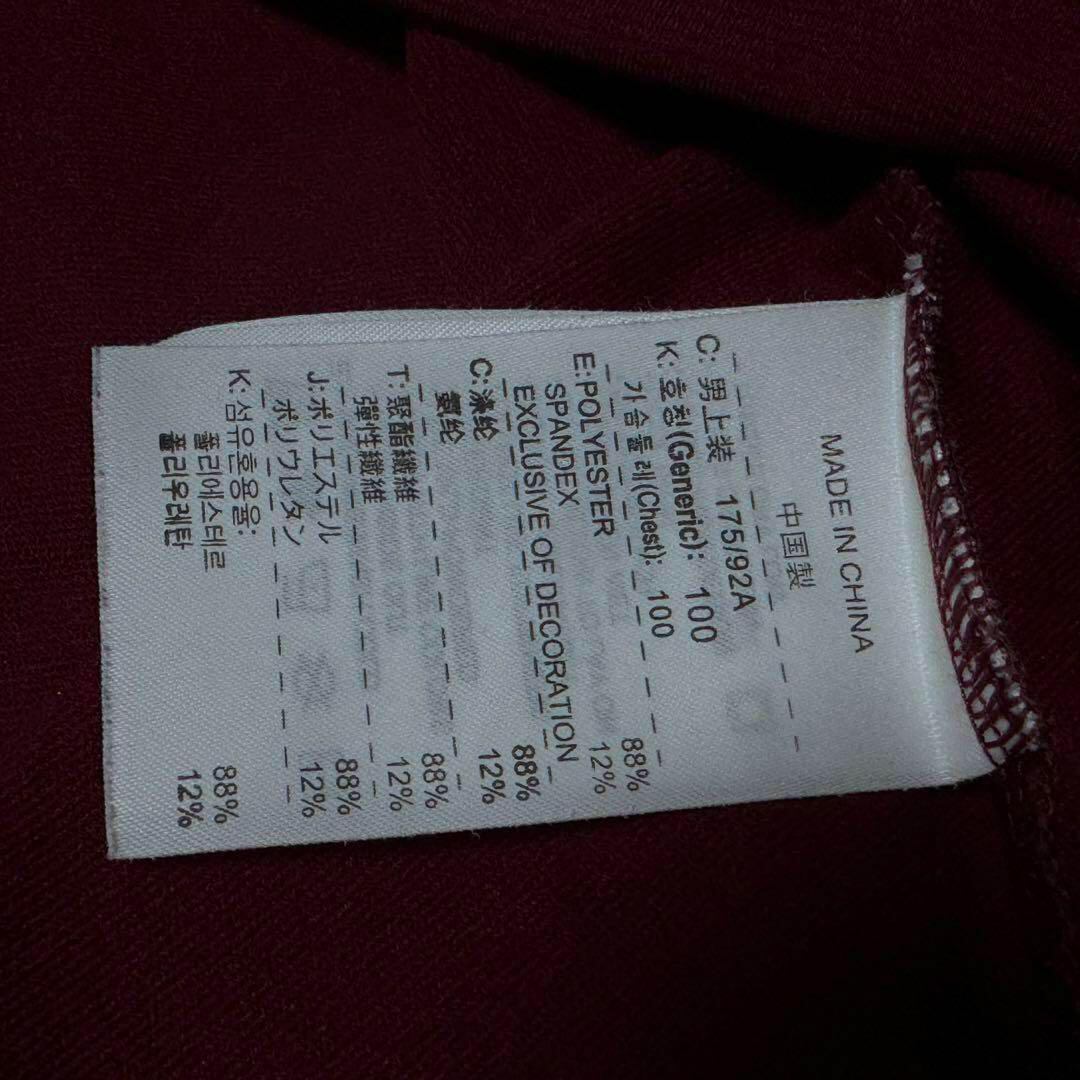 MADE IN CHINA
中国製
C: 男上装 175/92A
K: 호칭(Generic): 100
가슴둘레(Chest): 100
E:POLYESTER 88%
SPANDEX 12%
EXCLUSIVE OF DECORATION
C:涤纶 88%
氨纶 12%
T: 聚酯纖維 88%
彈性纖維 12%
J:ポリエステル 88%
ポリウレタン 12%
K: 섬유혼용율:
폴리에스테르 88%
폴리우레탄 12%